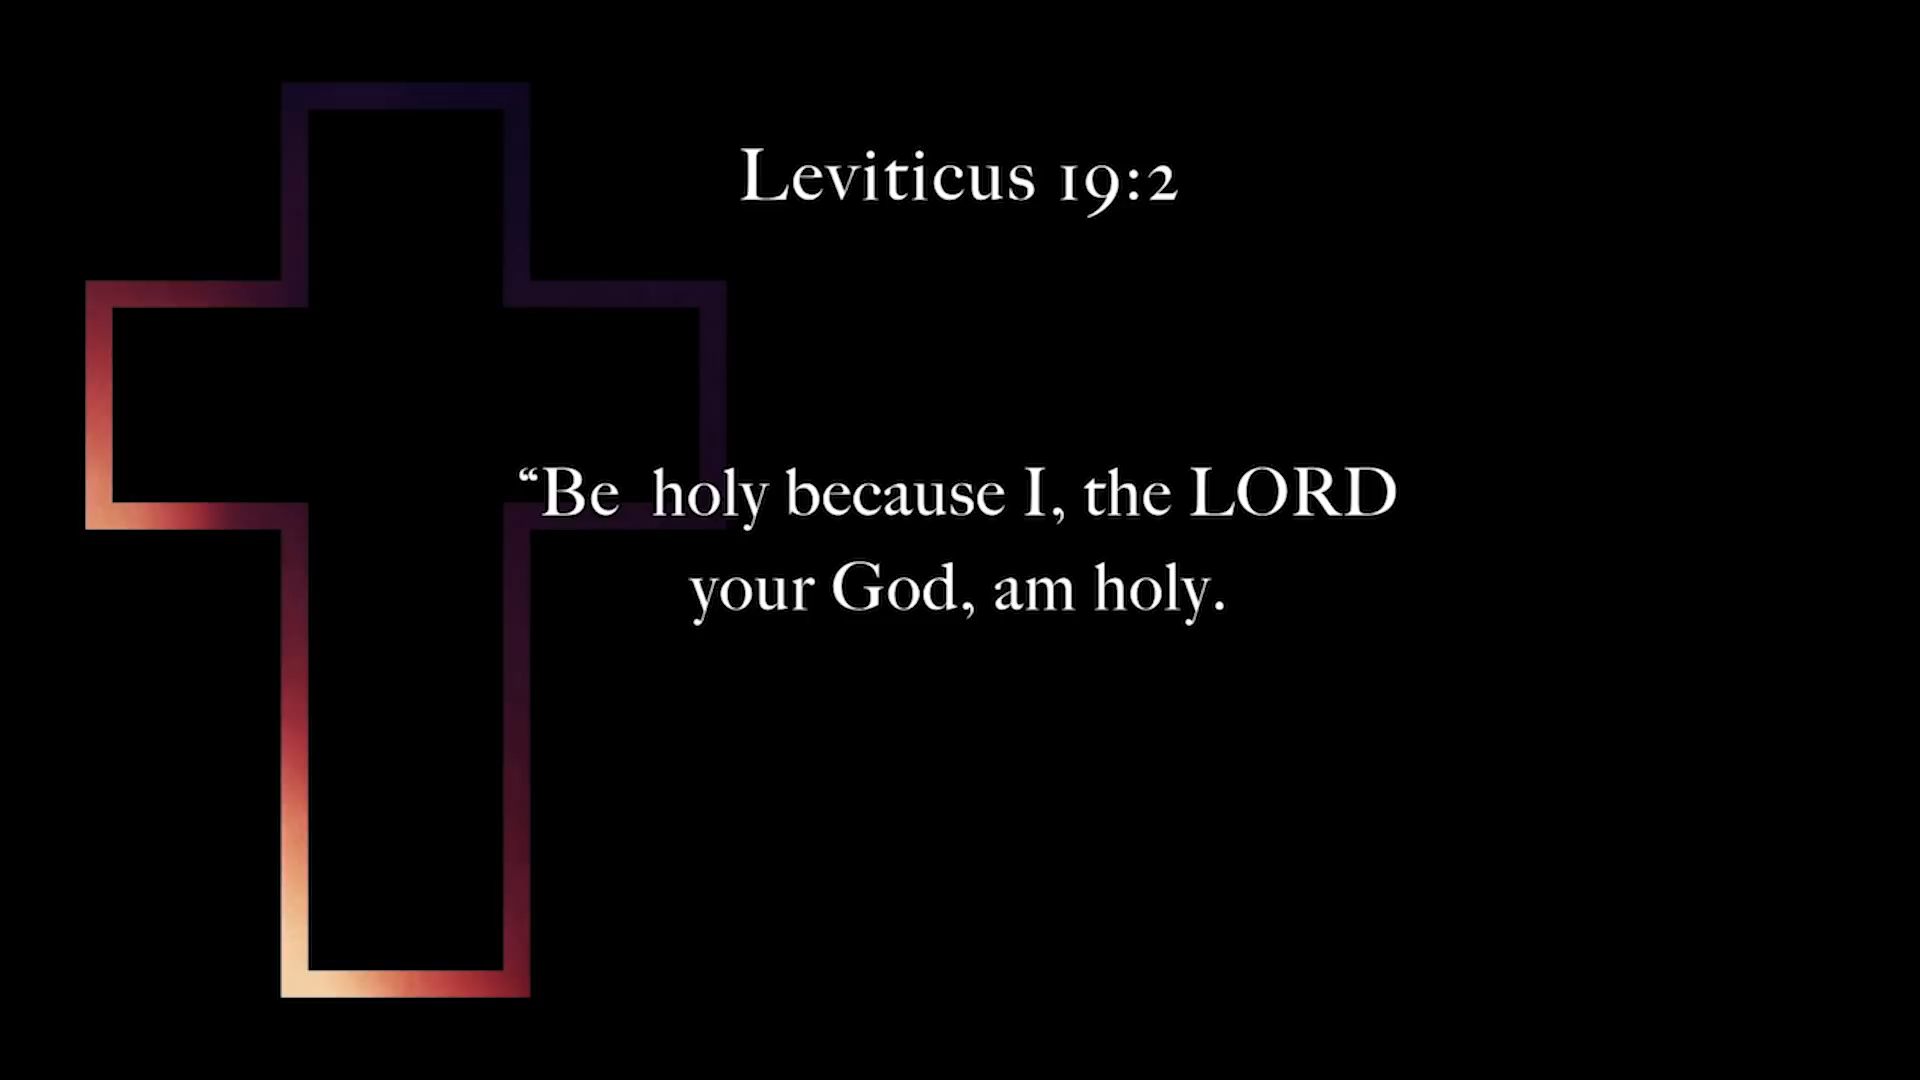 Leviticus 19:2
“Be  holy because I, the LORD
your God, am holy.